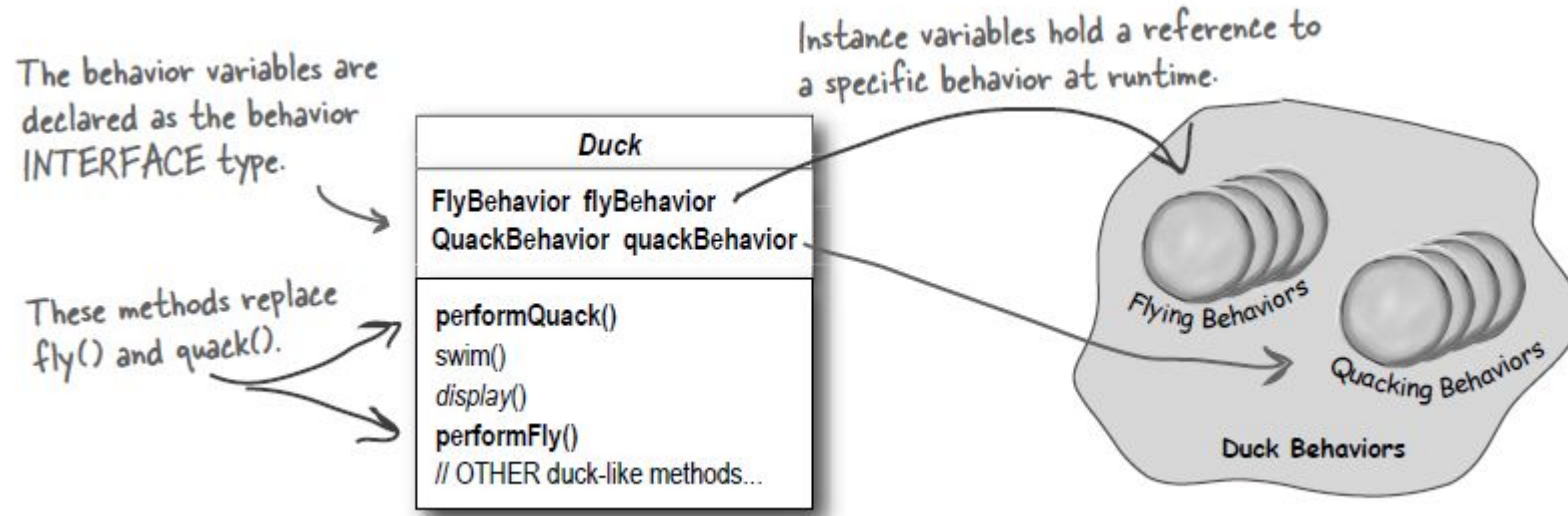 The behavior variables are
declared as the behavior
INTERFACE type.
Instance variables hold a reference to
a specific behavior at runtime.
Duck
FlyBehavior flyBehavior
QuackBehavior quackBehavior
These methods replace
fly() and quack().
performQuack()
swim()
display()
performFly()
// OTHER duck-like methods...
Flying Behaviors
Quacking Behaviors
Duck Behaviors